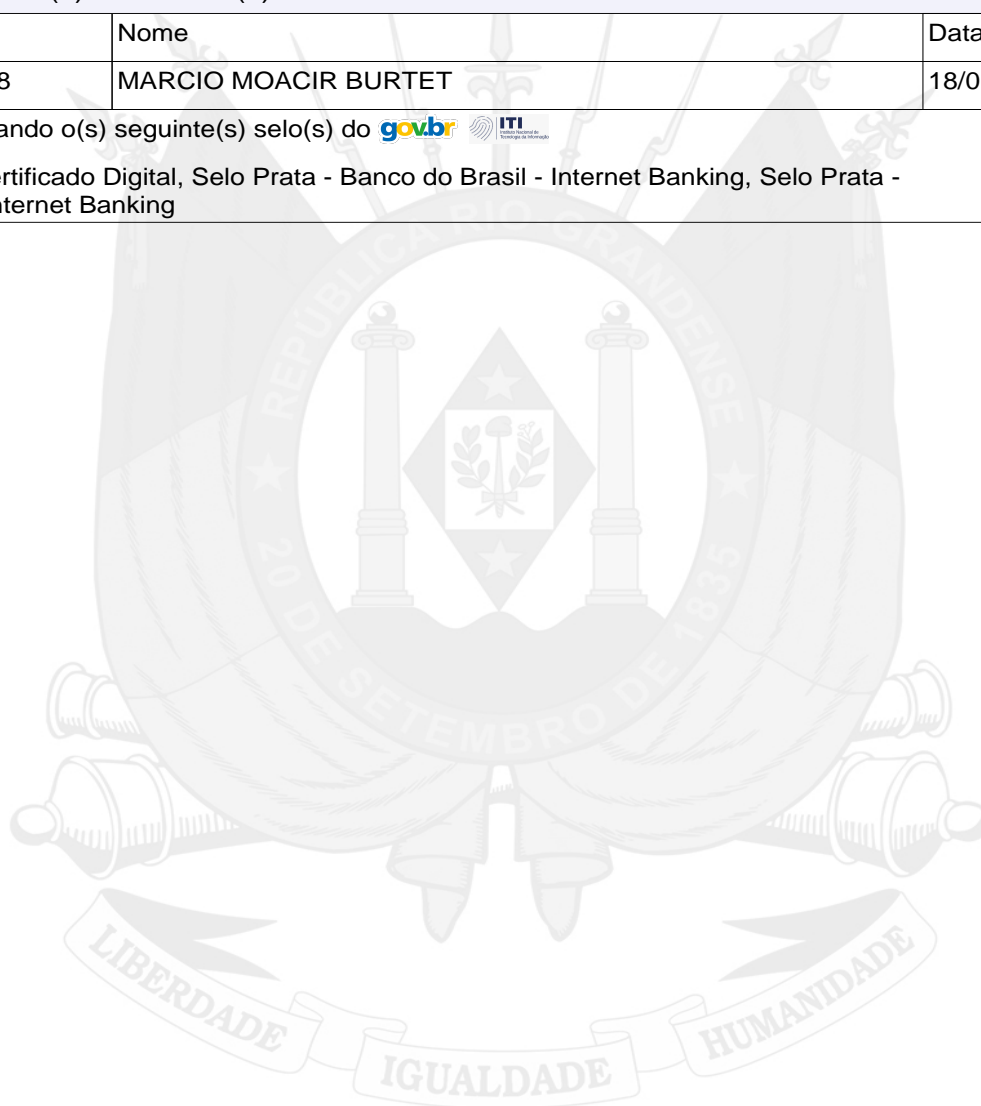 Nome
Data
8
MARCIO MOACIR BURTET
18/0
ando o(s) seguinte(s) selo(s) do gov.br ITI
ertificado Digital, Selo Prata - Banco do Brasil - Internet Banking, Selo Prata -
nternet Banking
REPÚBLICA RIO GRANDENSE
20 DE SETEMBRO DE 1835
LIBERDADE
IGUALDADE
HUMANIDADE